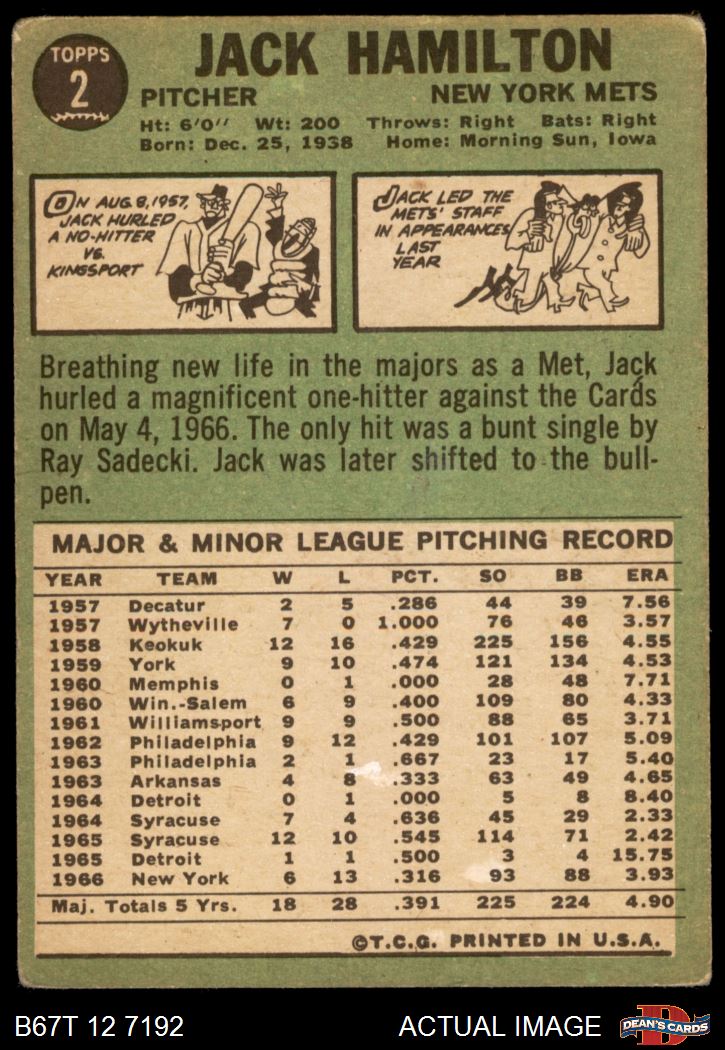 TOPPS
2
JACK HAMILTON
PITCHER NEW YORK METS
Ht: 6'0" Wt: 200 Throws: Right Bats: Right
Born: Dec. 25, 1938 Home: Morning Sun, Iowa
ON AUG. 8, 1957,
JACK HURLED
A NO-HITTER
VS.
KINGSPORT
JACK LED THE
METS' STAFF
IN APPEARANCES
LAST
YEAR
Breathing new life in the majors as a Met, Jack
hurled a magnificent one-hitter against the Cards
on May 4, 1966. The only hit was a bunt single by
Ray Sadecki. Jack was later shifted to the bull-
pen.
MAJOR & MINOR LEAGUE PITCHING RECORD
YEAR TEAM W L PCT. SO BB ERA
1957 Decatur 2 5 .286 44 39 7.56
1957 Wytheville 7 0 1.000 76 46 3.57
1958 Keokuk 12 16 .429 225 156 4.55
1959 York 9 10 .474 121 134 4.53
1960 Memphis 0 1 .000 28 48 7.71
1960 Win.-Salem 6 9 .400 109 80 4.33
1961 Williamsport 9 9 .500 88 65 3.71
1962 Philadelphia 9 12 .429 101 107 5.09
1963 Philadelphia 2 1 .667 23 17 5.40
1963 Arkansas 4 8 .333 63 49 4.65
1964 Detroit 0 1 .000 5 8 8.40
1964 Syracuse 7 4 .636 45 29 2.33
1965 Syracuse 12 10 .545 114 71 2.42
1965 Detroit 1 1 .500 3 4 15.75
1966 New York 6 13 .316 93 88 3.93
Maj. Totals 5 Yrs. 18 28 .391 225 224 4.90
©T.C.G. PRINTED IN U.S.A.
B67T 12 7192 ACTUAL IMAGE DEAN'S CARDS